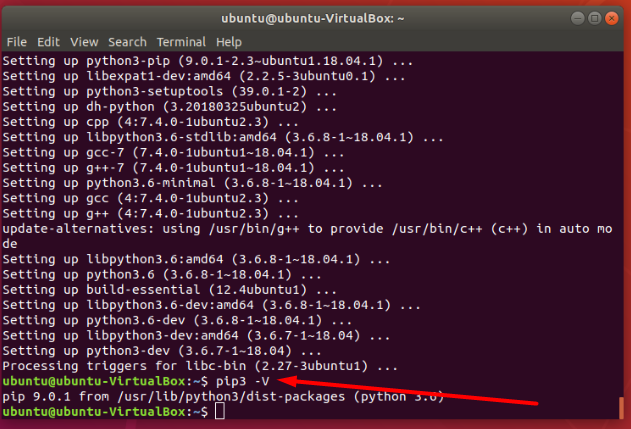 ubuntu@ubuntu-VirtualBox: ~
File Edit View Search Terminal Help
Setting up python3-pip (9.0.1-2.3~ubuntu1.18.04.1) ...
Setting up libexpat1-dev:amd64 (2.2.5-3ubuntu0.1) ...
Setting up python3-setuptools (39.0.1-2) ...
Setting up dh-python (3.20180325ubuntu2) ...
Setting up cpp (4:7.4.0-1ubuntu2.3) ...
Setting up libpython3.6-stdlib:amd64 (3.6.8-1~18.04.1) ...
Setting up gcc-7 (7.4.0-1ubuntu1~18.04.1) ...
Setting up g++-7 (7.4.0-1ubuntu1~18.04.1) ...
Setting up python3.6-minimal (3.6.8-1~18.04.1) ...
Setting up gcc (4:7.4.0-1ubuntu2.3) ...
Setting up g++ (4:7.4.0-1ubuntu2.3) ...
update-alternatives: using /usr/bin/g++ to provide /usr/bin/c++ (c++) in auto mo
de
Setting up libpython3.6:amd64 (3.6.8-1~18.04.1) ...
Setting up python3.6 (3.6.8-1~18.04.1) ...
Setting up build-essential (12.4ubuntu1) ...
Setting up libpython3.6-dev:amd64 (3.6.8-1~18.04.1) ...
Setting up python3.6-dev (3.6.8-1~18.04.1) ...
Setting up libpython3-dev:amd64 (3.6.7-1~18.04) ...
Setting up python3-dev (3.6.7-1~18.04) ...
Processing triggers for libc-bin (2.27-3ubuntu1) ...
ubuntu@ubuntu-VirtualBox:~$ pip3 -V
pip 9.0.1 from /usr/lib/python3/dist-packages (python 3.6)
ubuntu@ubuntu-VirtualBox:~$